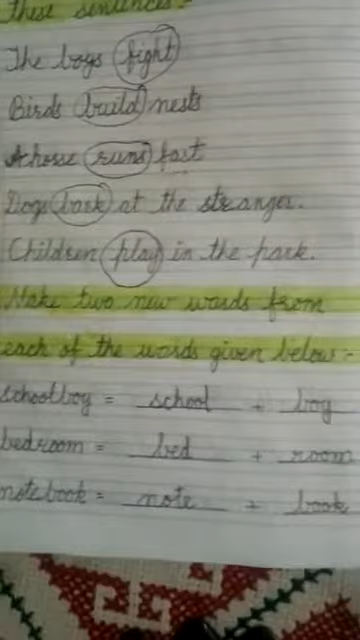 These sentences:-
The boys fight
Birds build nests
A horse runs fast
Dogs bark at the stranger.
Children play in the park.
Make two new words from
each of the words given below:-
schoolboy = school + boy
bedroom = bed + room
notebook = note + book